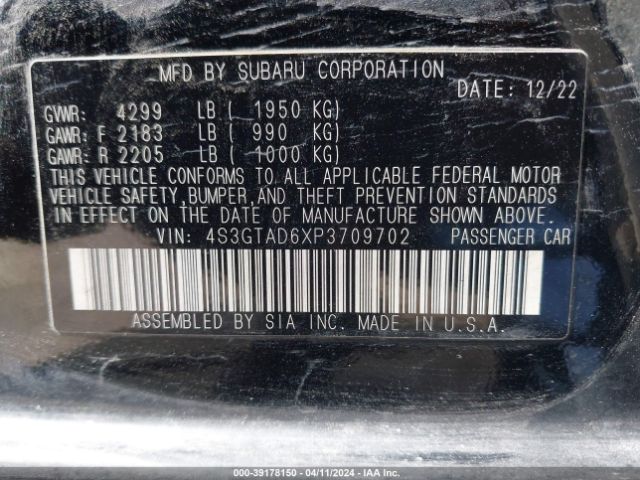 MFD BY SUBARU CORPORATION
DATE: 12/22
GVWR: 4299 LB ( 1950 KG)
GAWR: F 2183 LB ( 990 KG)
GAWR: R 2205 LB ( 1000 KG)
THIS VEHICLE CONFORMS TO ALL APPLICABLE FEDERAL MOTOR
VEHICLE SAFETY, BUMPER, AND THEFT PREVENTION STANDARDS
IN EFFECT ON THE DATE OF MANUFACTURE SHOWN ABOVE.
VIN: 4S3GTAD6XP3709702 PASSENGER CAR
ASSEMBLED BY SIA INC. MADE IN U.S.A.
000-39178150 / 04/11/2024 - IAA Inc.